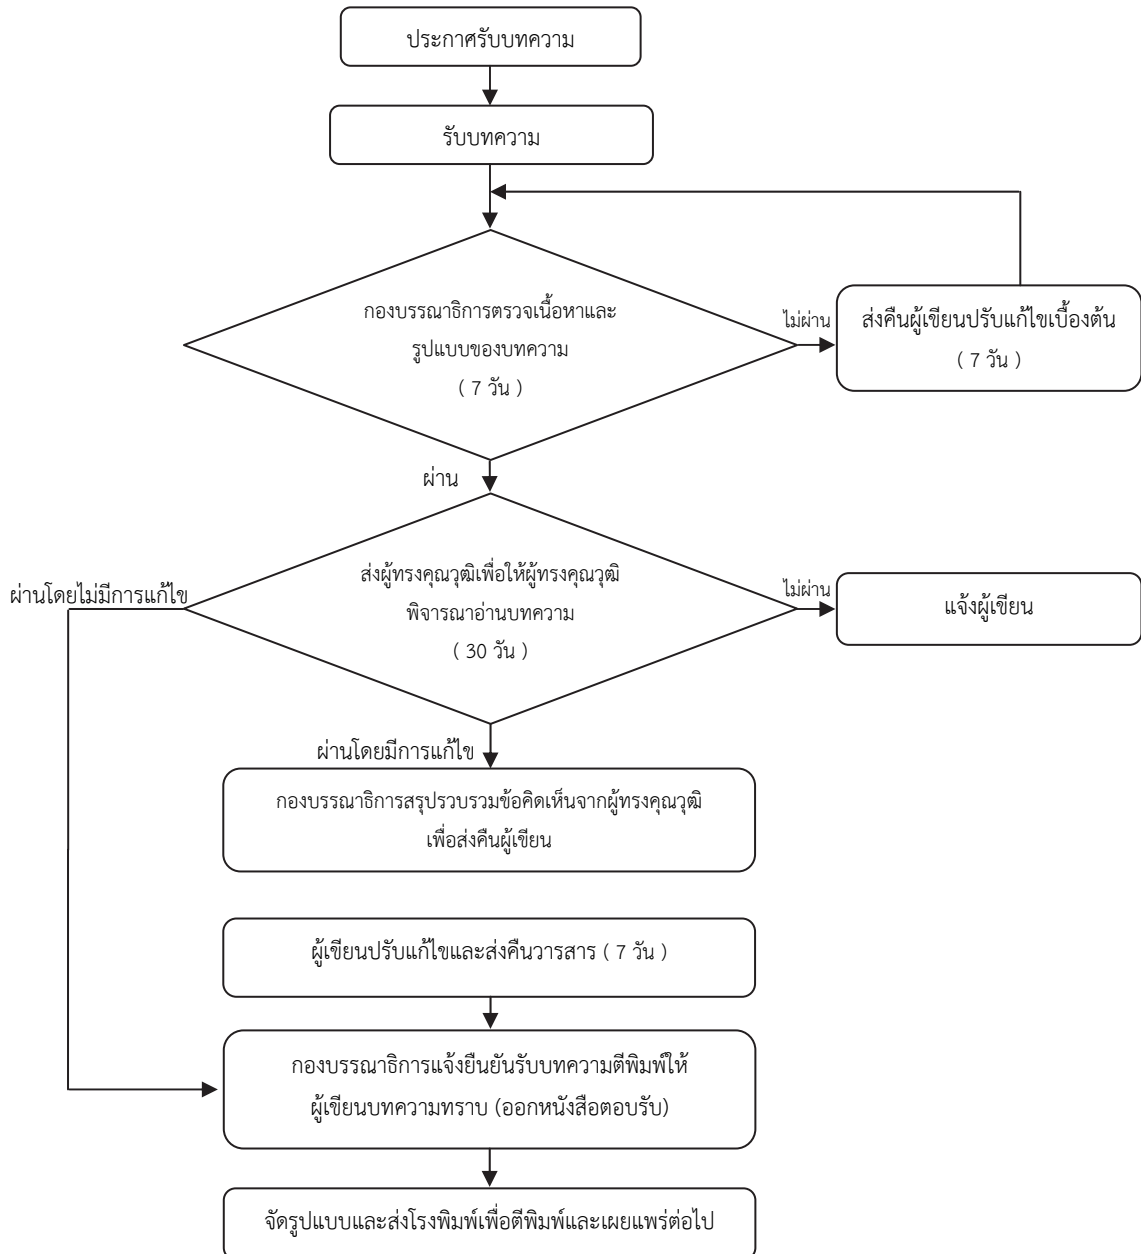 ประกาศรับบทความ
รับบทความ
กองบรรณาธิการตรวจเนื้อหาและ
รูปแบบของบทความ
( 7 วัน )
ไม่ผ่าน
ส่งคืนผู้เขียนปรับแก้ไขเบื้องต้น
( 7 วัน )
ผ่าน
ผ่านโดยไม่มีการแก้ไข
ส่งผู้ทรงคุณวุฒิเพื่อให้ผู้ทรงคุณวุฒิ
พิจารณาอ่านบทความ
( 30 วัน )
ไม่ผ่าน
แจ้งผู้เขียน
ผ่านโดยมีการแก้ไข
กองบรรณาธิการสรุปรวบรวมข้อคิดเห็นจากผู้ทรงคุณวุฒิ
เพื่อส่งคืนผู้เขียน
ผู้เขียนปรับแก้ไขและส่งคืนวารสาร ( 7 วัน )
กองบรรณาธิการแจ้งยืนยันรับบทความตีพิมพ์ให้
ผู้เขียนบทความทราบ (ออกหนังสือตอบรับ)
จัดรูปแบบและส่งโรงพิมพ์เพื่อตีพิมพ์และเผยแพร่ต่อไป